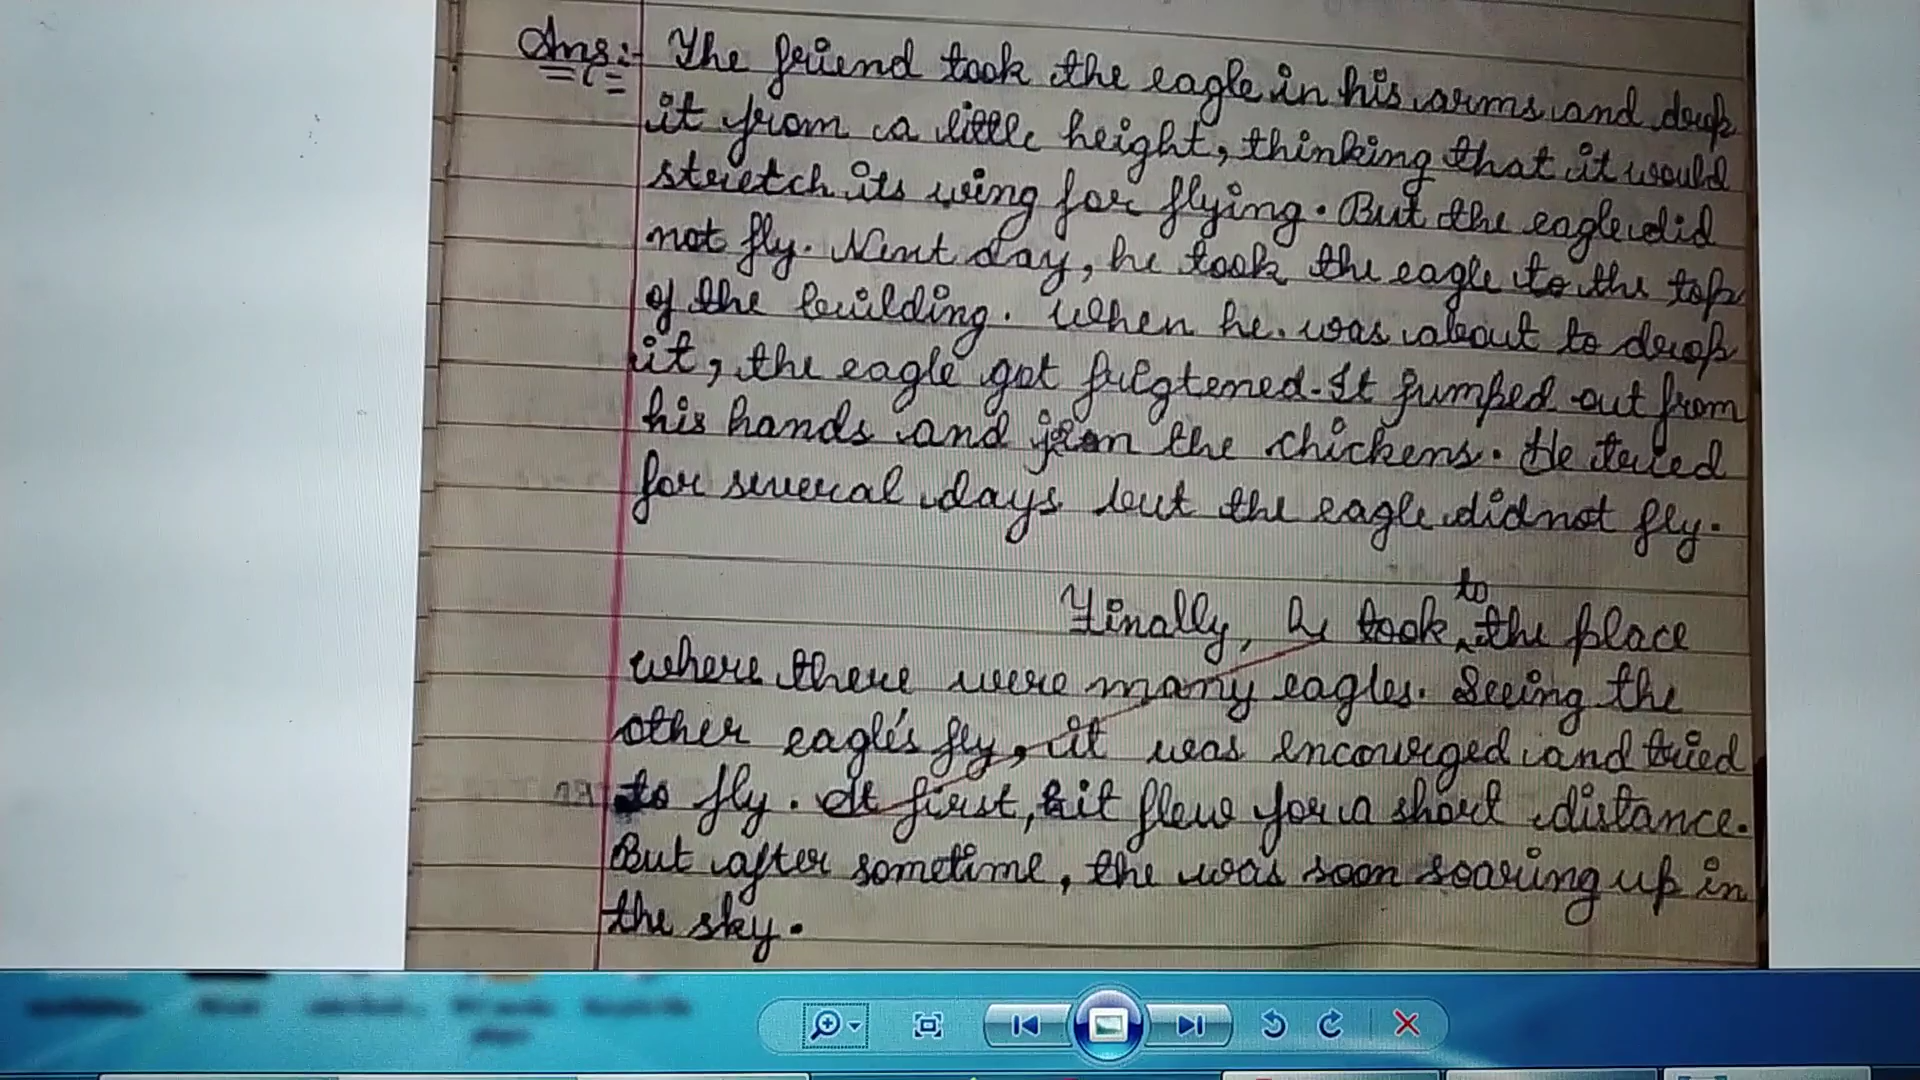 Ans:- The friend took the eagle in his arms and drop
it from a little height, thinking that it would
stretch its wing for flying. But the eagle did
not fly. Next day, he took the eagle to the top
of the building. When he was about to drop
it, the eagle got frigtened. It jumped out from
his hands and join the chickens. He tried
for several days but the eagle did not fly.
to
Finally, he took the place
where there were many eagles. Seeing the
other eagle's fly, it was encourged and tried
to fly. At first, it flew for a short distance.
But after sometime, the was soon soaring up in
the sky.